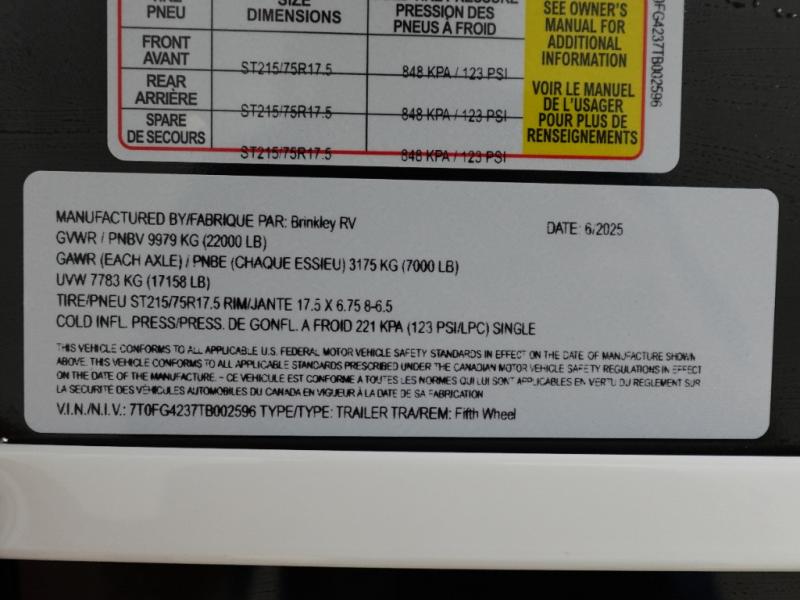 PNEU
DIMENSIONS
PRESSION DES
PNEUS À FROID
FRONT
AVANT
ST215/75R17.5
848 KPA / 123 PSI
REAR
ARRIÈRE
ST215/75R17.5
848 KPA / 123 PSI
SPARE
DE SECOURS
ST215/75R17.5
848 KPA / 123 PSI
SEE OWNER'S
MANUAL FOR
ADDITIONAL
INFORMATION
VOIR LE MANUEL
DE L'USAGER
POUR PLUS DE
RENSEIGNEMENTS
0FG4237TB002596
MANUFACTURED BY/FABRIQUE PAR: Brinkley RV
DATE: 6/2025
GVWR / PNBV 9979 KG (22000 LB)
GAWR (EACH AXLE) / PNBE (CHAQUE ESSIEU) 3175 KG (7000 LB)
UVW 7783 KG (17158 LB)
TIRE/PNEU ST215/75R17.5 RIM/JANTE 17.5 X 6.75 8-6.5
COLD INFL. PRESS/PRESS. DE GONFL. A FROID 221 KPA (123 PSI/LPC) SINGLE
THIS VEHICLE CONFORMS TO ALL APPLICABLE U.S. FEDERAL MOTOR VEHICLE SAFETY STANDARDS IN EFFECT ON THE DATE OF MANUFACTURE SHOWN
ABOVE. THIS VEHICLE CONFORMS TO ALL APPLICABLE STANDARDS PRESCRIBED UNDER THE CANADIAN MOTOR VEHICLE SAFETY REGULATIONS IN EFFECT
ON THE DATE OF THE MANUFACTURE. - CE VEHICULE EST CONFORME A TOUTES LES NORMES QUI LUI SONT APPLICABLES EN VERTU DU REGLEMENT SUR
LA SECURITE DES VEHICULES AUTOMOBILES DU CANADA EN VIGUEUR À LA DATE DE SA FABRICATION
V.I.N./N.I.V.: 7T0FG4237TB002596 TYPE/TYPE: TRAILER TRA/REM: Fifth Wheel